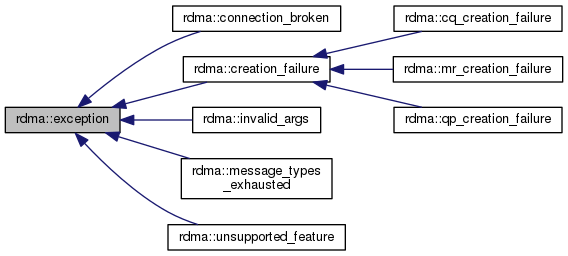 rdma::connection_broken
rdma::cq_creation_failure
rdma::creation_failure
rdma::mr_creation_failure
rdma::exception
rdma::invalid_args
rdma::qp_creation_failure
rdma::message_types
_exhausted
rdma::unsupported_feature